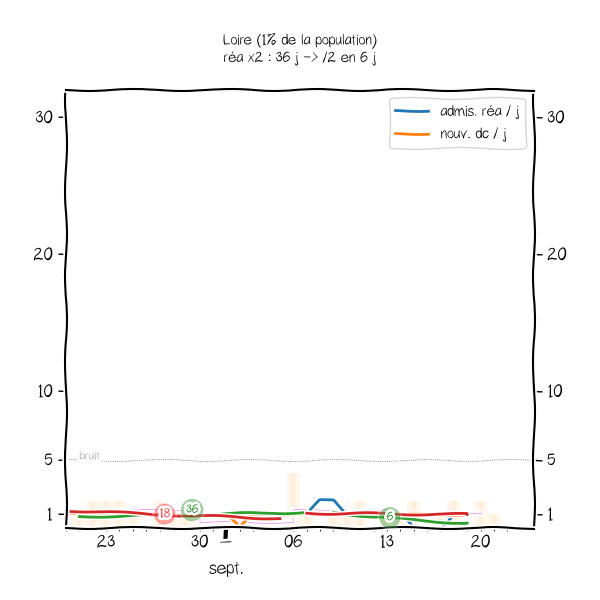 Loire (1% de la population)
réa x2 : 36 j -> /2 en 6 j
admis. réa / j
nouv. dc / j
30 30
20 20
10 10
5 bruit 5
1 18 36 6 1
23 30 06 13 20
sept.